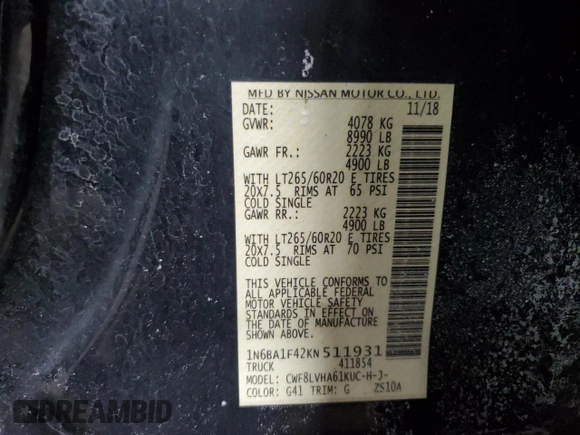 MFD BY NISSAN MOTOR CO., LTD.
DATE: 11/18
GVWR: 4078 KG
8990 LB
GAWR FR.: 2223 KG
4900 LB
WITH LT265/60R20 E TIRES
20X7.5 RIMS AT 65 PSI
COLD SINGLE
GAWR RR.: 2223 KG
4900 LB
WITH LT265/60R20 E TIRES
20X7.5 RIMS AT 70 PSI
COLD SINGLE
THIS VEHICLE CONFORMS TO
ALL APPLICABLE FEDERAL
MOTOR VEHICLE SAFETY
STANDARDS IN EFFECT ON
THE DATE OF MANUFACTURE
SHOWN ABOVE.
1N6BA1F42KN511931
TRUCK 411854
MODEL: CWF8LVHA61KUC-H-J-
COLOR: G41 TRIM: G ZS10A
DCARBIDDING